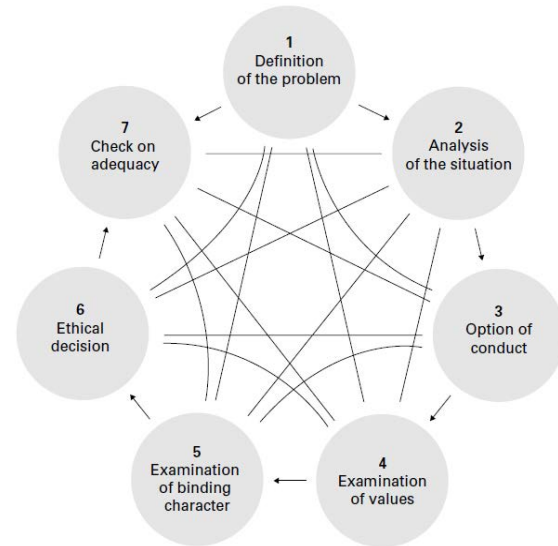 1
Definition
of the problem
2
Analysis
of the situation
3
Option of
conduct
4
Examination
of values
5
Examination
of binding
character
6
Ethical
decision
7
Check on
adequacy